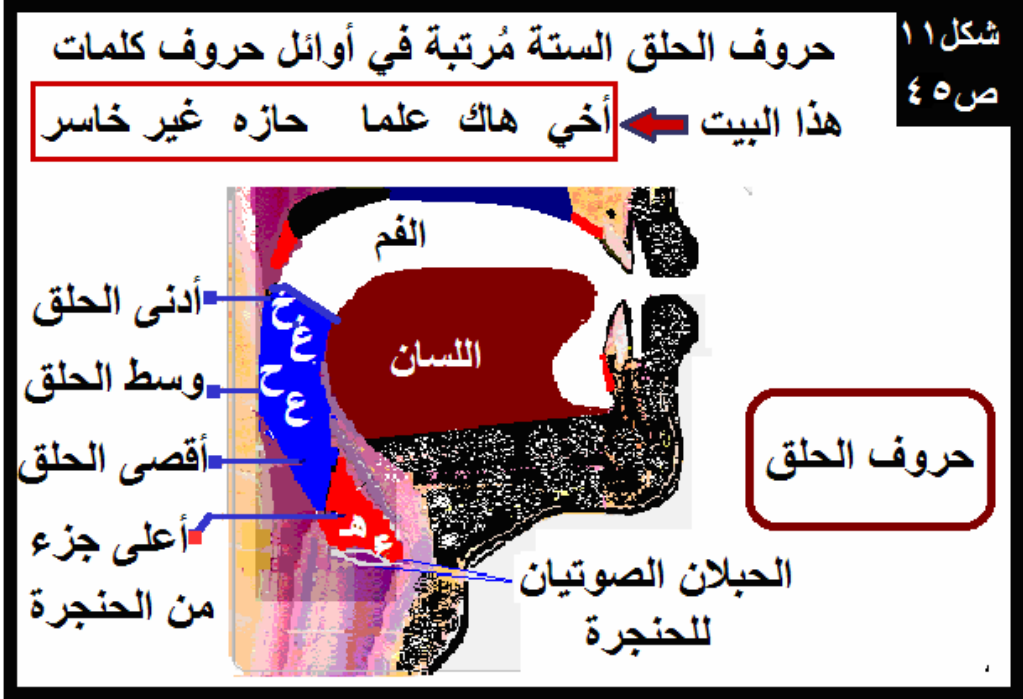 شكل١١
ص٤٥
حروف الحلق الستة مُرتبة في أوائل حروف كلمات
هذا البيت
أخي هاك علما حازه غير خاسر
الفم
أدنى الحلق
خ
غ
اللسان
وسط الحلق
ح
ع
أقصى الحلق
حروف الحلق
أعلى جزء
من الحنجرة
هـ
ء
الحبلان الصوتيان
للحنجرة